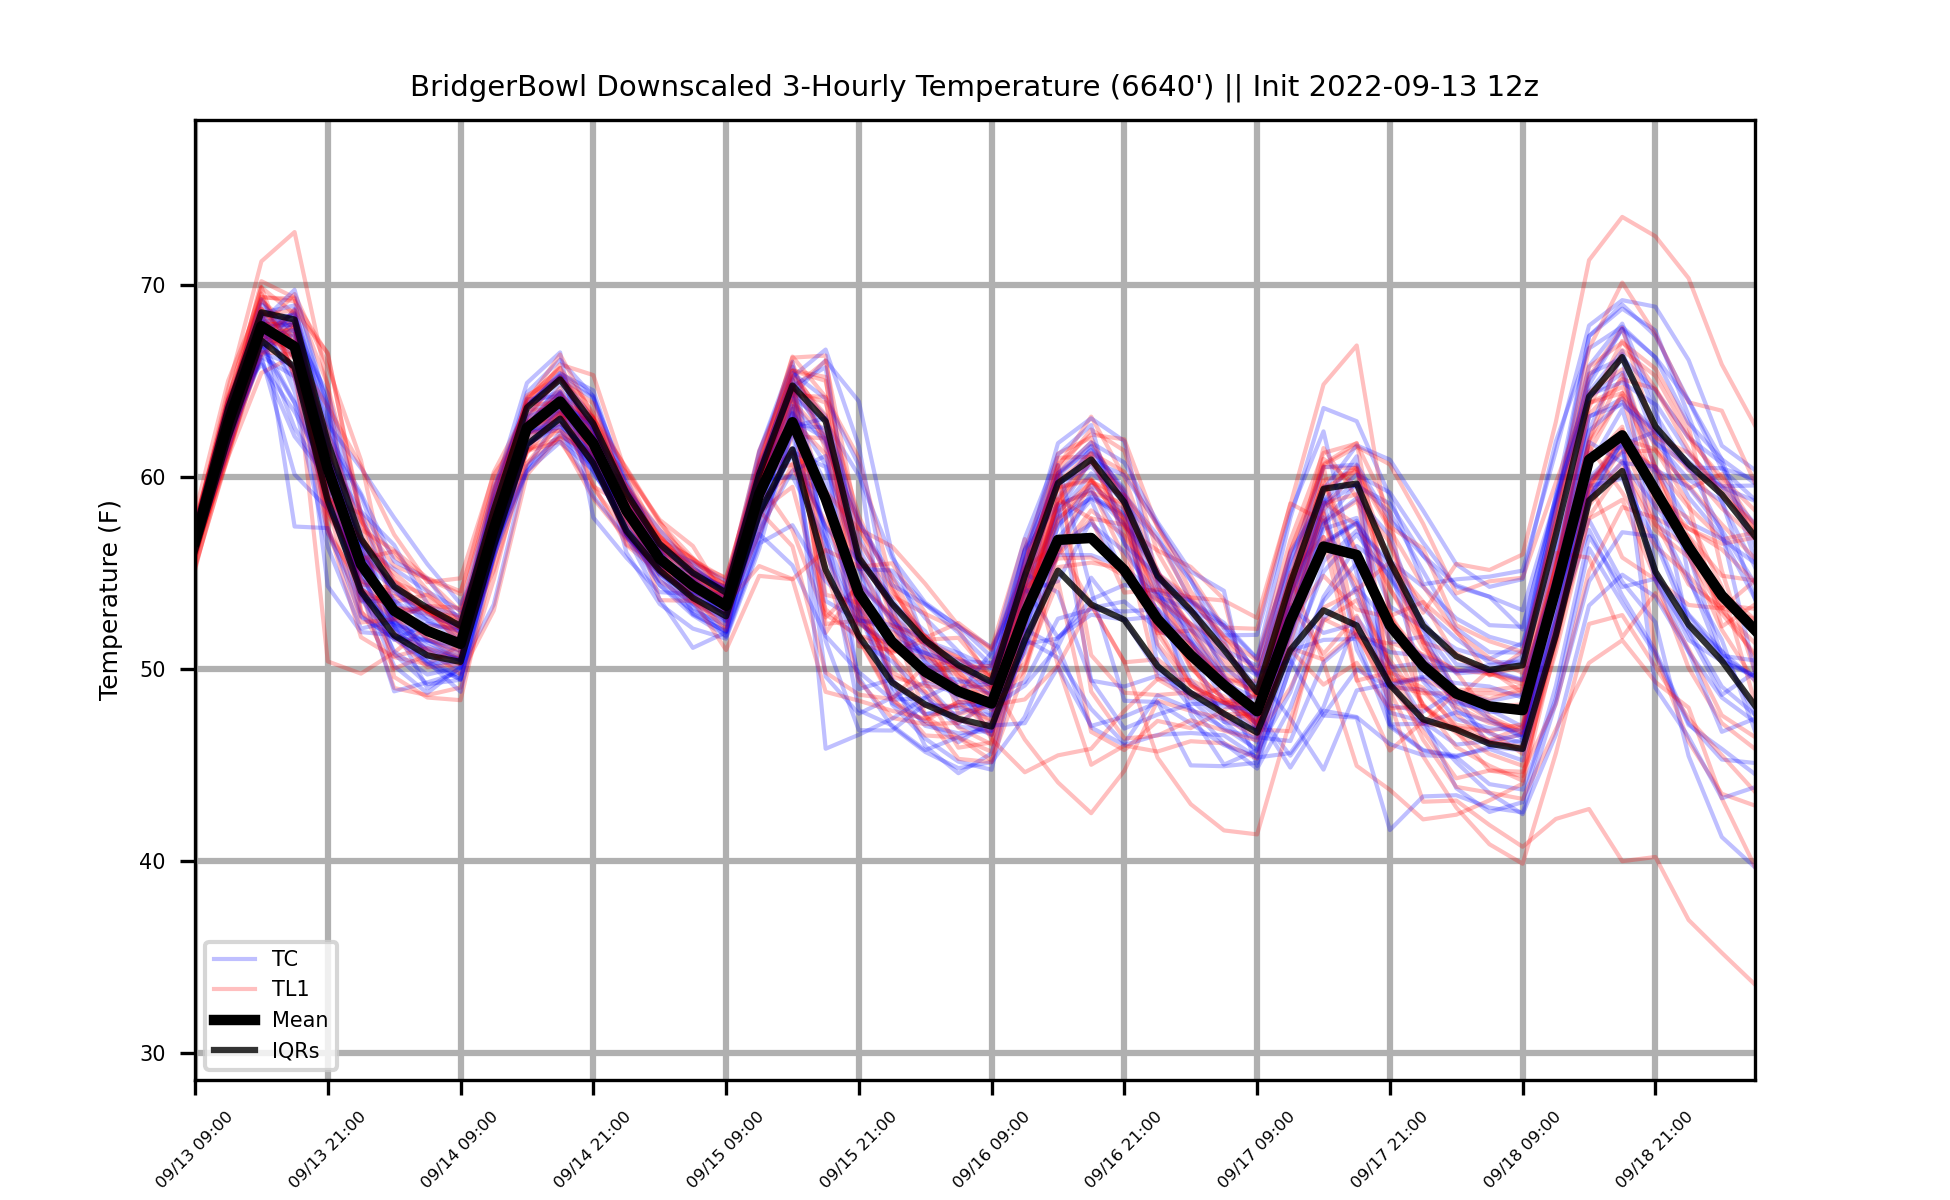 BridgerBowl Downscaled 3-Hourly Temperature (6640') || Init 2022-09-13 12z
Temperature (F)
70
60
50
40
30
TC
TL1
Mean
IQRs
09/13 09:00
09/13 21:00
09/14 09:00
09/14 21:00
09/15 09:00
09/15 21:00
09/16 09:00
09/16 21:00
09/17 09:00
09/17 21:00
09/18 09:00
09/18 21:00